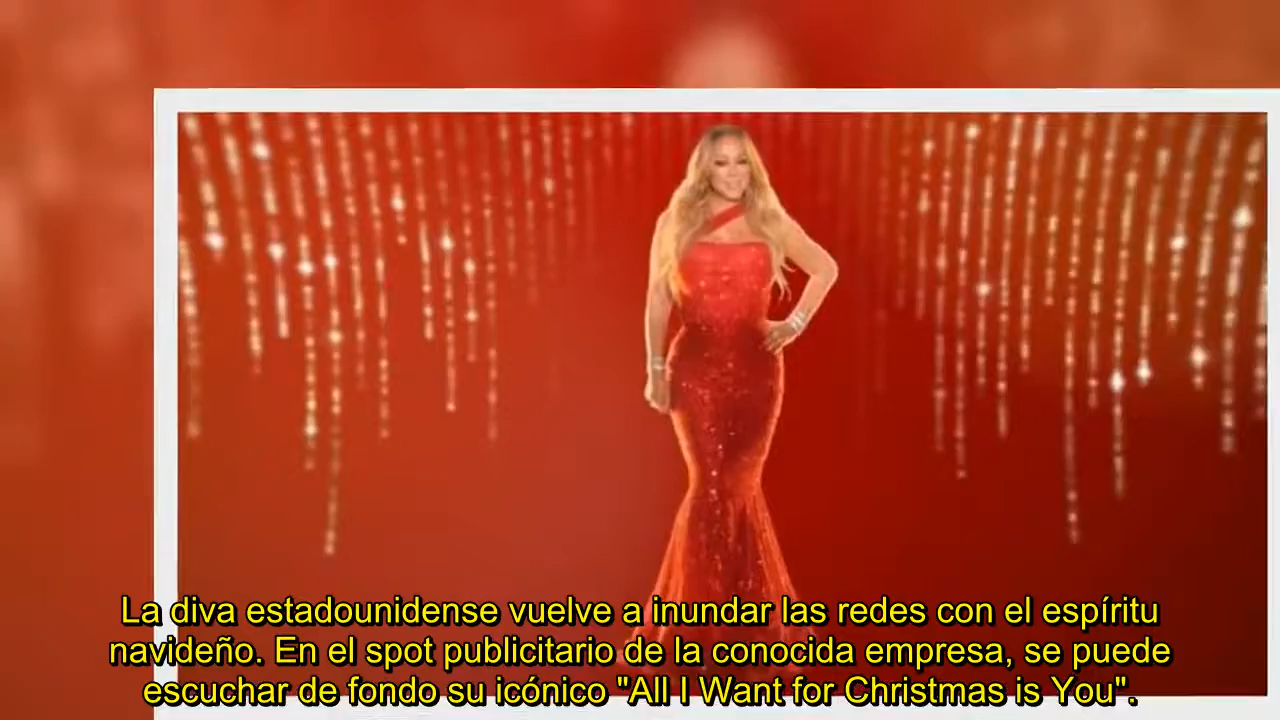 La diva estadounidense vuelve a inundar las redes con el espíritu
navideño. En el spot publicitario de la conocida empresa, se puede
escuchar de fondo su icónico "All I Want for Christmas is You".